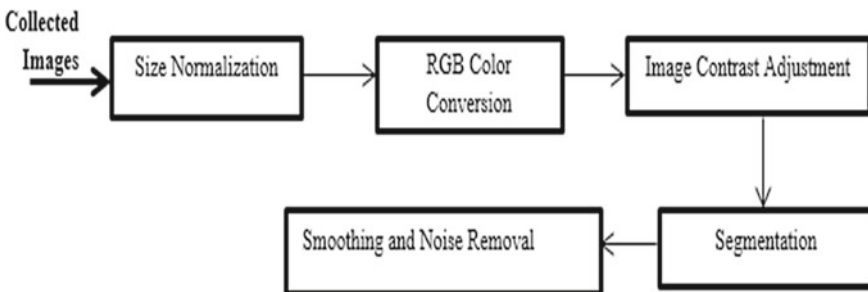 Collected
Images
Size Normalization
RGB Color
Conversion
Image Contrast Adjustment
Smoothing and Noise Removal
Segmentation